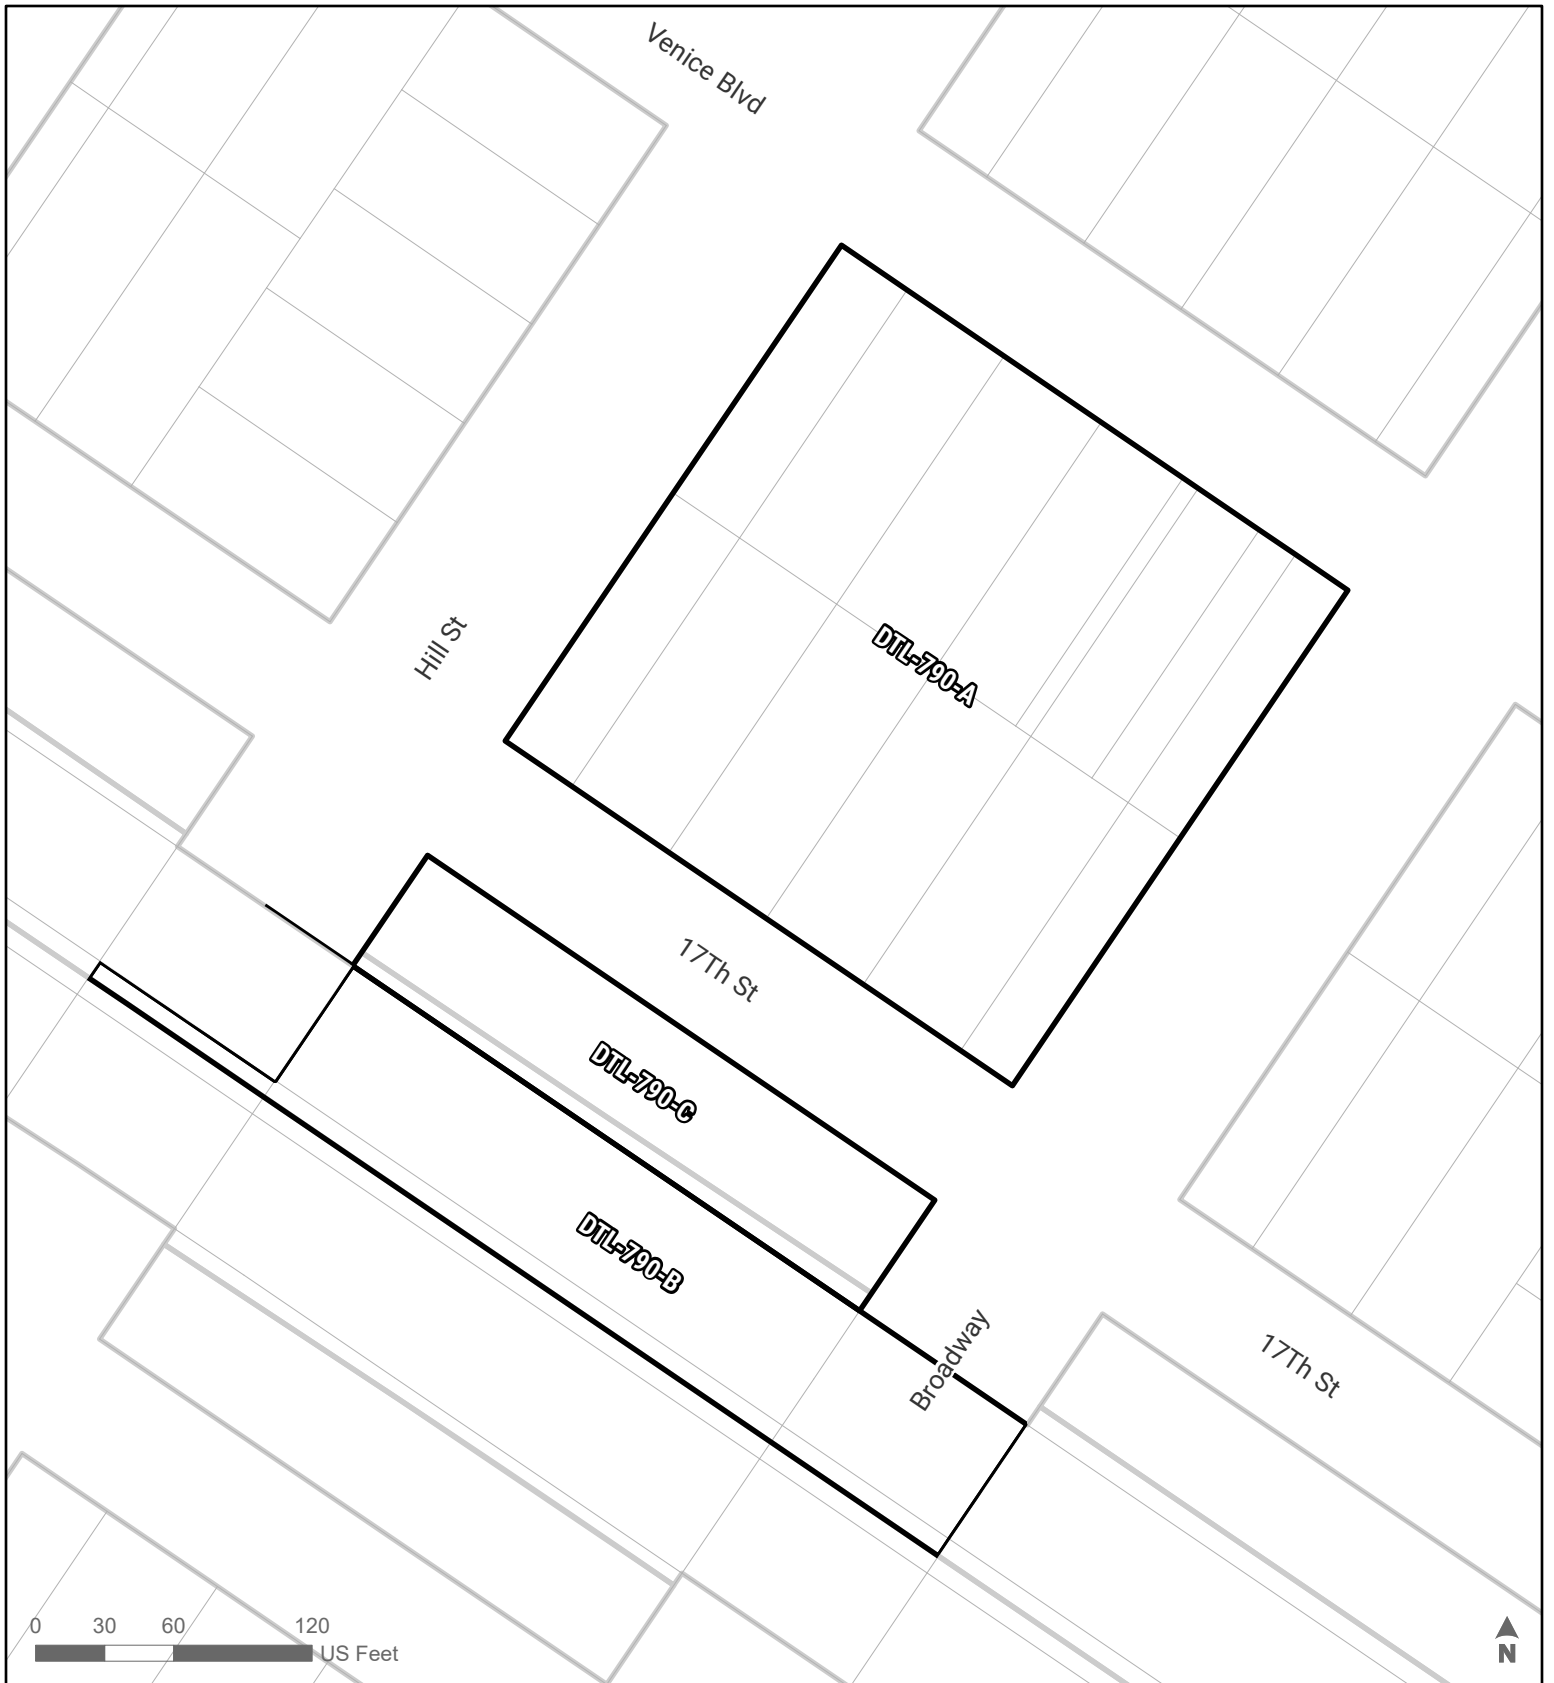 Venice Blvd
Hill St
DTL-790-A
17Th St
DTL-790-C
DTL-790-B
Broadway
17Th St
0 30 60 120
US Feet
N